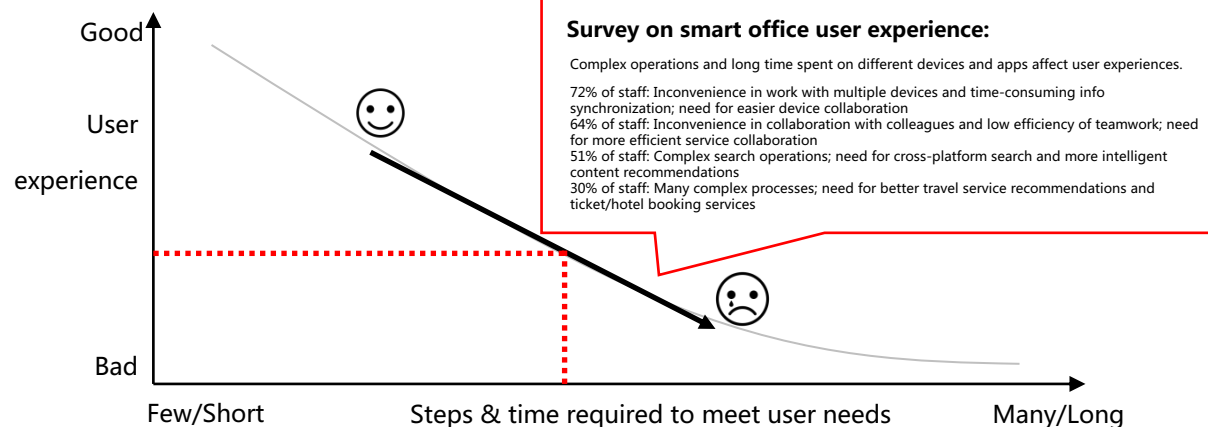 Good
User
experience
Bad
Survey on smart office user experience:
Complex operations and long time spent on different devices and apps affect user experiences.
72% of staff: Inconvenience in work with multiple devices and time-consuming info
synchronization; need for easier device collaboration
64% of staff: Inconvenience in collaboration with colleagues and low efficiency of teamwork; need
for more efficient service collaboration
51% of staff: Complex search operations; need for cross-platform search and more intelligent
content recommendations
30% of staff: Many complex processes; need for better travel service recommendations and
ticket/hotel booking services
Few/Short
Steps & time required to meet user needs
Many/Long